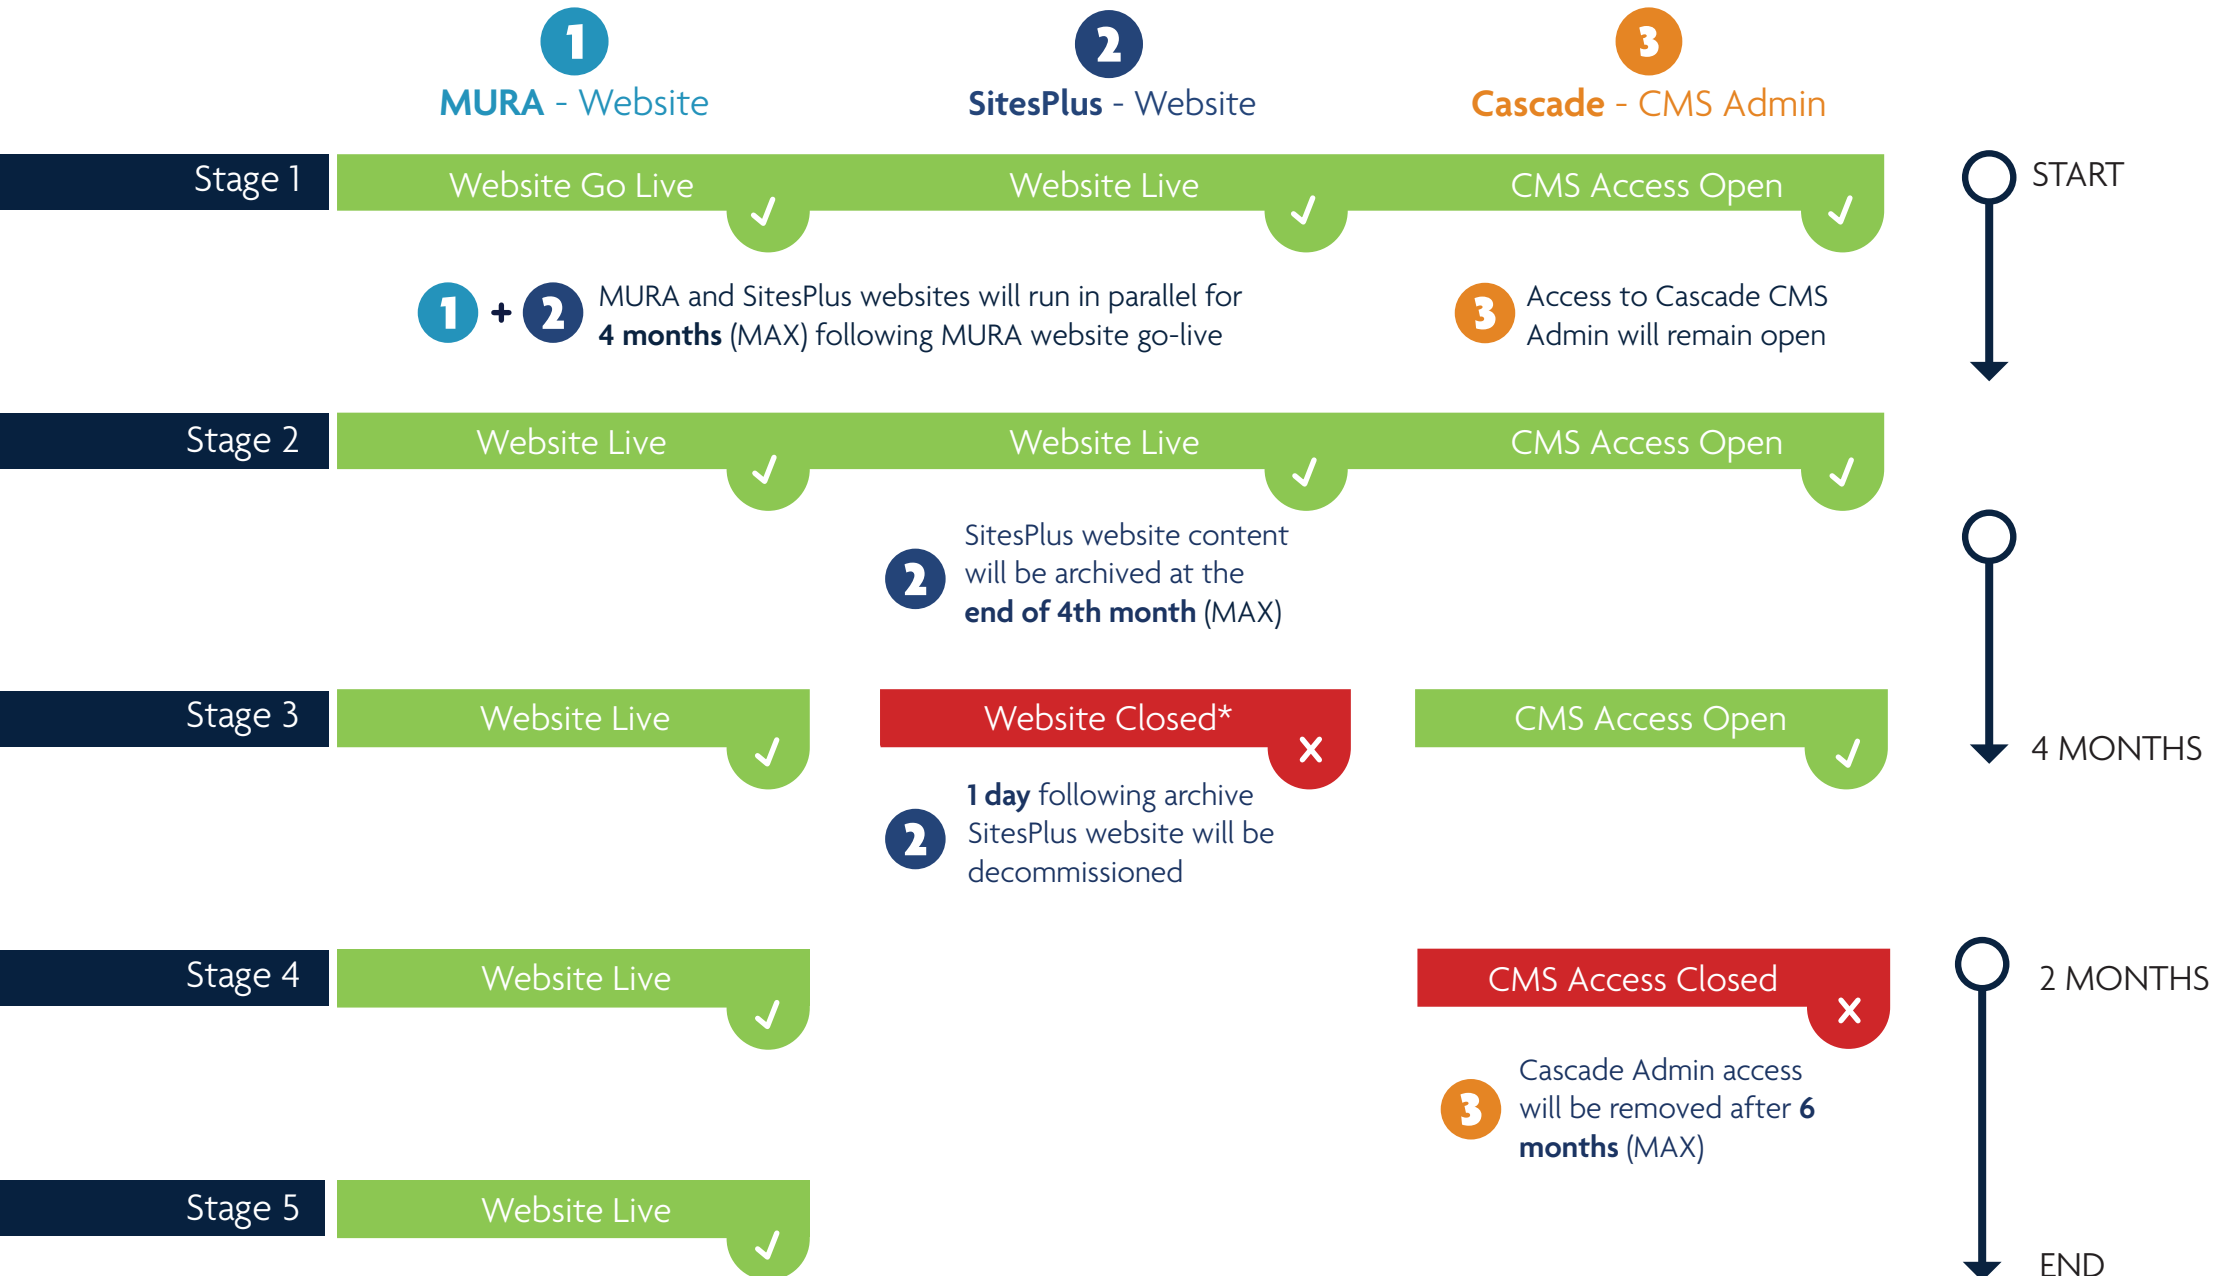 1
2
3
MURA - Website
SitesPlus - Website
Cascade - CMS Admin
Stage 1
Website Go Live
Website Live
CMS Access Open
START
1 + 2
MURA and SitesPlus websites will run in parallel for
4 months (MAX) following MURA website go-live
3
Access to Cascade CMS
Admin will remain open
Stage 2
Website Live
Website Live
CMS Access Open
2
SitesPlus website content
will be archived at the
end of 4th month (MAX)
Stage 3
Website Live
Website Closed*
CMS Access Open
4 MONTHS
2
1 day following archive
SitesPlus website will be
decommissioned
Stage 4
Website Live
CMS Access Closed
2 MONTHS
3
Cascade Admin access
will be removed after 6
months (MAX)
Stage 5
Website Live
END